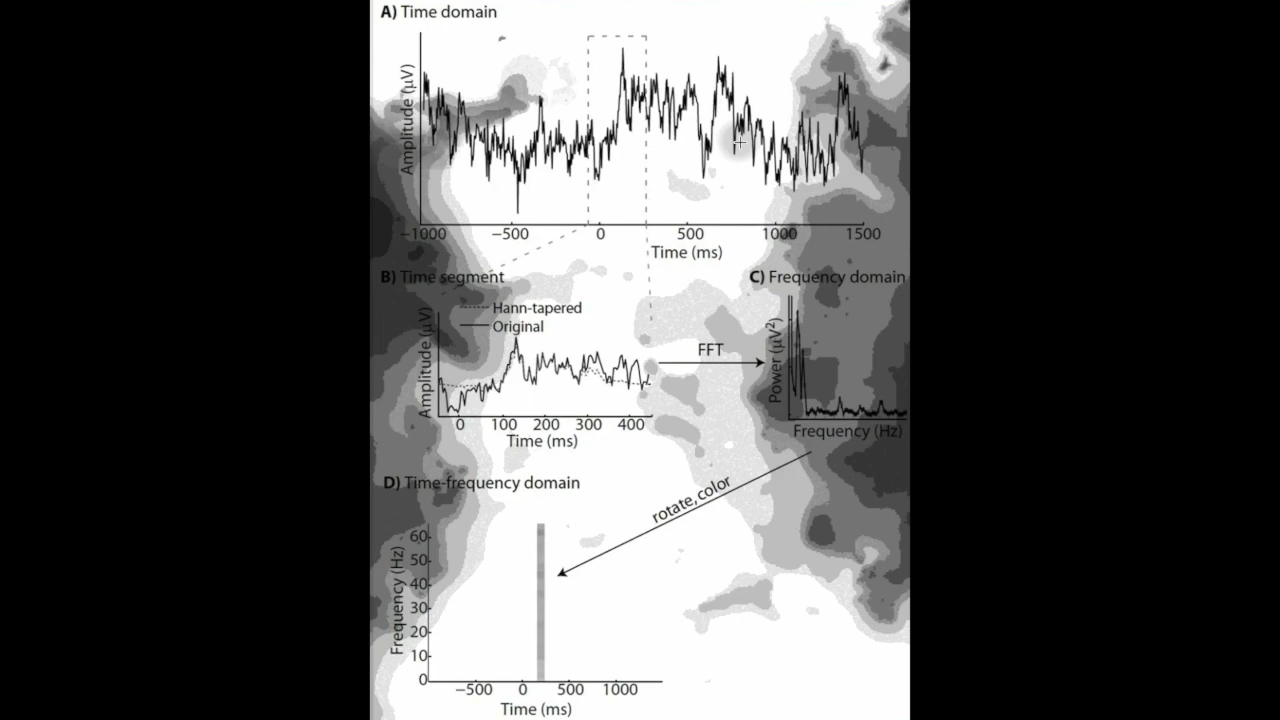 A) Time domain
Amplitude (μV)
−1000 −500 0 500 1000 1500
Time (ms)
B) Time segment
Hann-tapered
Original
Amplitude (μV)
0 100 200 300 400
Time (ms)
FFT
C) Frequency domain
Power (μV²)
Frequency (Hz)
rotate, color
D) Time-frequency domain
Frequency (Hz)
60
50
40
30
20
10
0
−500 0 500 1000
Time (ms)